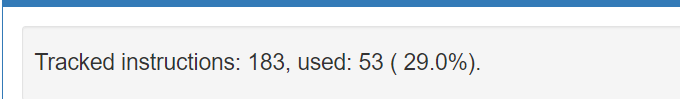 Tracked instructions: 183, used: 53 ( 29.0%).